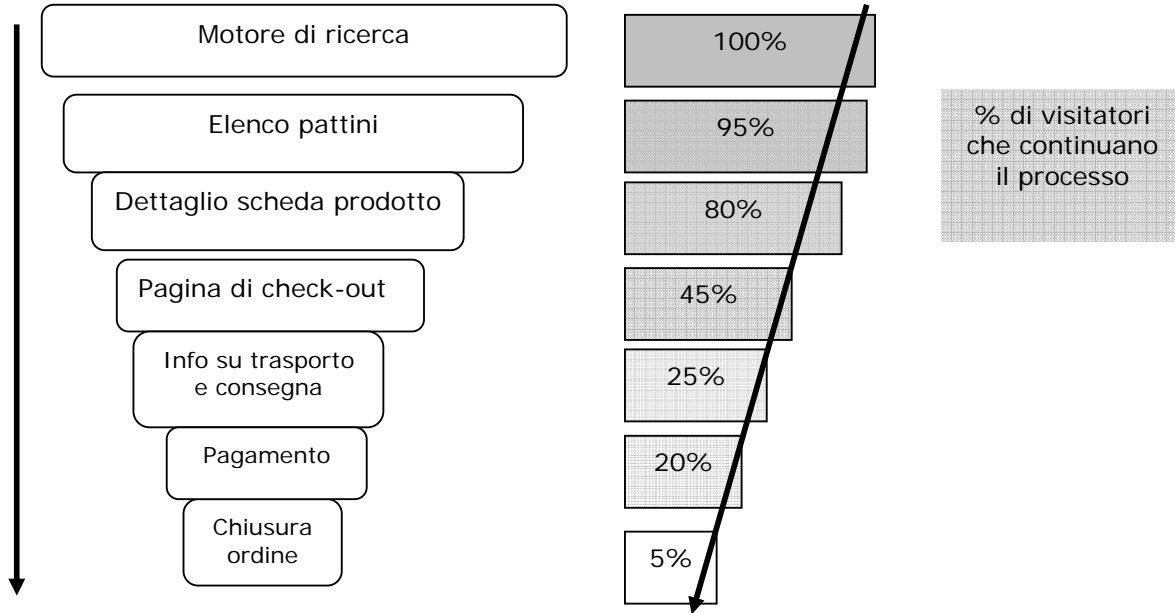 Motore di ricerca
100%
Elenco pattini
95%
% di visitatori
che continuano
il processo
Dettaglio scheda prodotto
80%
Pagina di check-out
45%
Info su trasporto
e consegna
25%
Pagamento
20%
Chiusura
ordine
5%